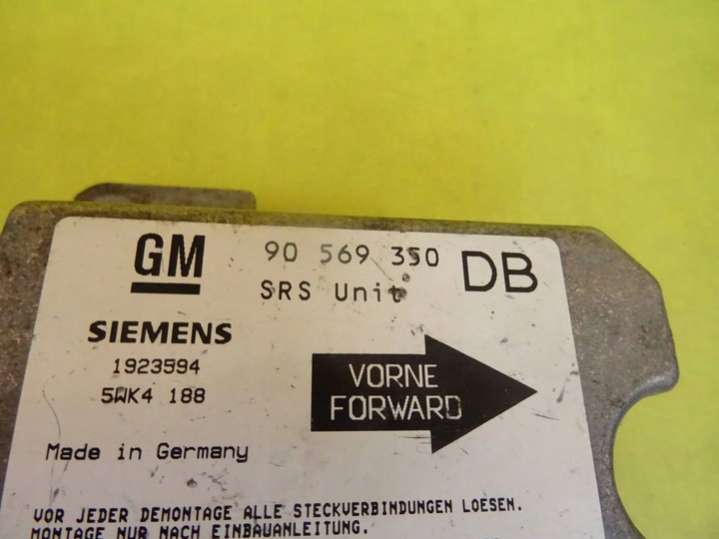 GM 90 569 350 DB
SRS Unit
SIEMENS
1923594
5WK4 188
VORNE
FORWARD
Made in Germany
VOR JEDER DEMONTAGE ALLE STECKVERBINDUNGEN LOESEN.
MONTAGE NUR NACH EINBAUANLEITUNG.